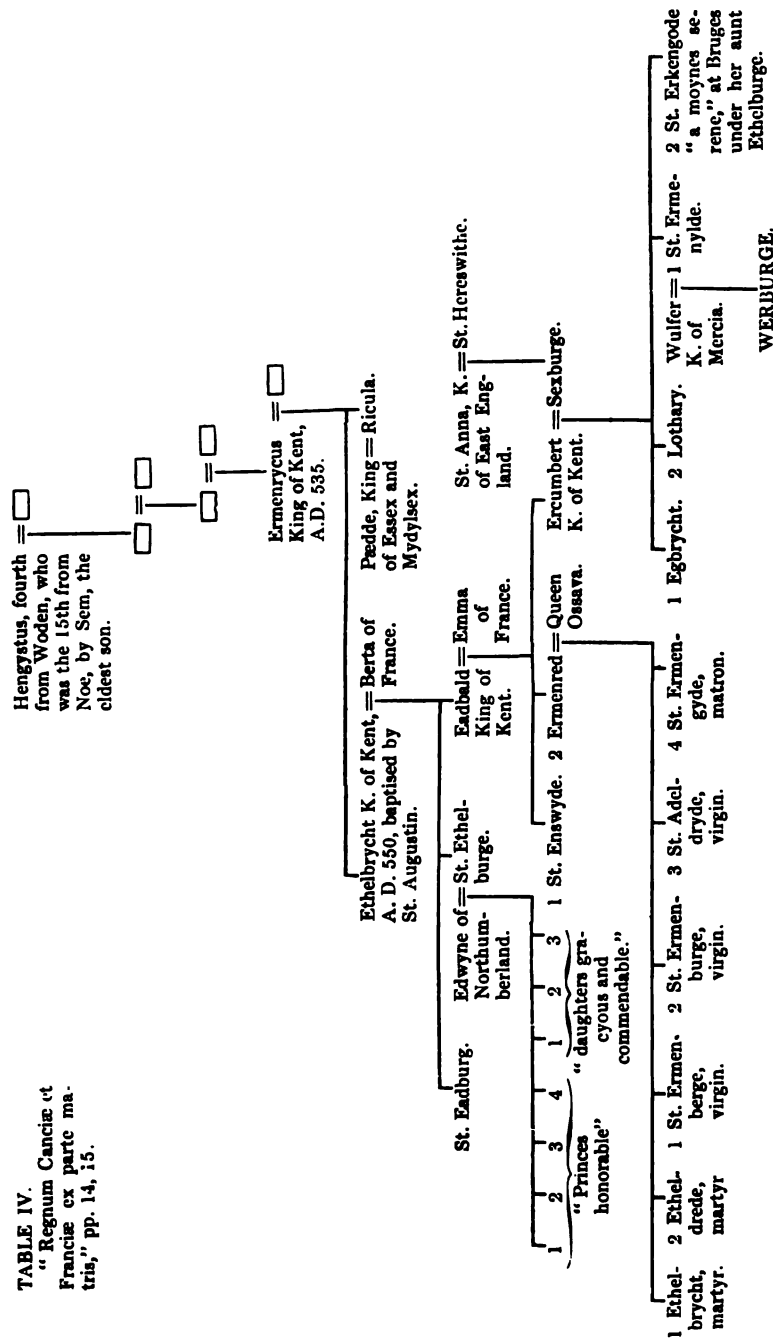 TABLE IV.
“ Regnum Canciæ et
Franciæ ex parte ma-
tris,” pp. 14, 15.
Hengystus, fourth =
from Woden, who
was the 15th from
Noe, by Sem, the
eldest son.
=
=
Ermenrycus =
King of Kent,
A.D. 535.
Ethelbrycht K. of Kent, = Berta of
A. D. 550, baptised by France.
St. Augustin.
Pædde, King = Ricula.
of Essex and
Mydylsex.
St. Eadburg.
Edwyne of = St. Ethel-
Northum- burge.
berland.
Eadbald = Emma
King of of
Kent. France.
St. Anna, K. = St. Hereswithe.
of East Eng-
land.
1 2 3 4
“ Princes
honorable”
1 2 3
“ daughters gra-
cyous and
commendable.”
1 St. Enswyde. 2 Ermenred = Queen
Ossava.
Ercumbert = Sexburge.
K. of Kent.
1 Ethel-
brycht,
martyr.
2 Ethel-
drede,
martyr
1 St. Ermen-
berge,
virgin.
2 St. Ermen-
burge,
virgin.
3 St. Adel-
dryde,
virgin.
4 St. Ermen-
gyde,
matron.
1 Egbrycht. 2 Lothary.
Wulfer = 1 St. Erme-
K. of nylde.
Mercia.
2 St. Erkengode
“ a moynes se-
rene,” at Bruges
under her aunt
Ethelburge.
WERBURGE.